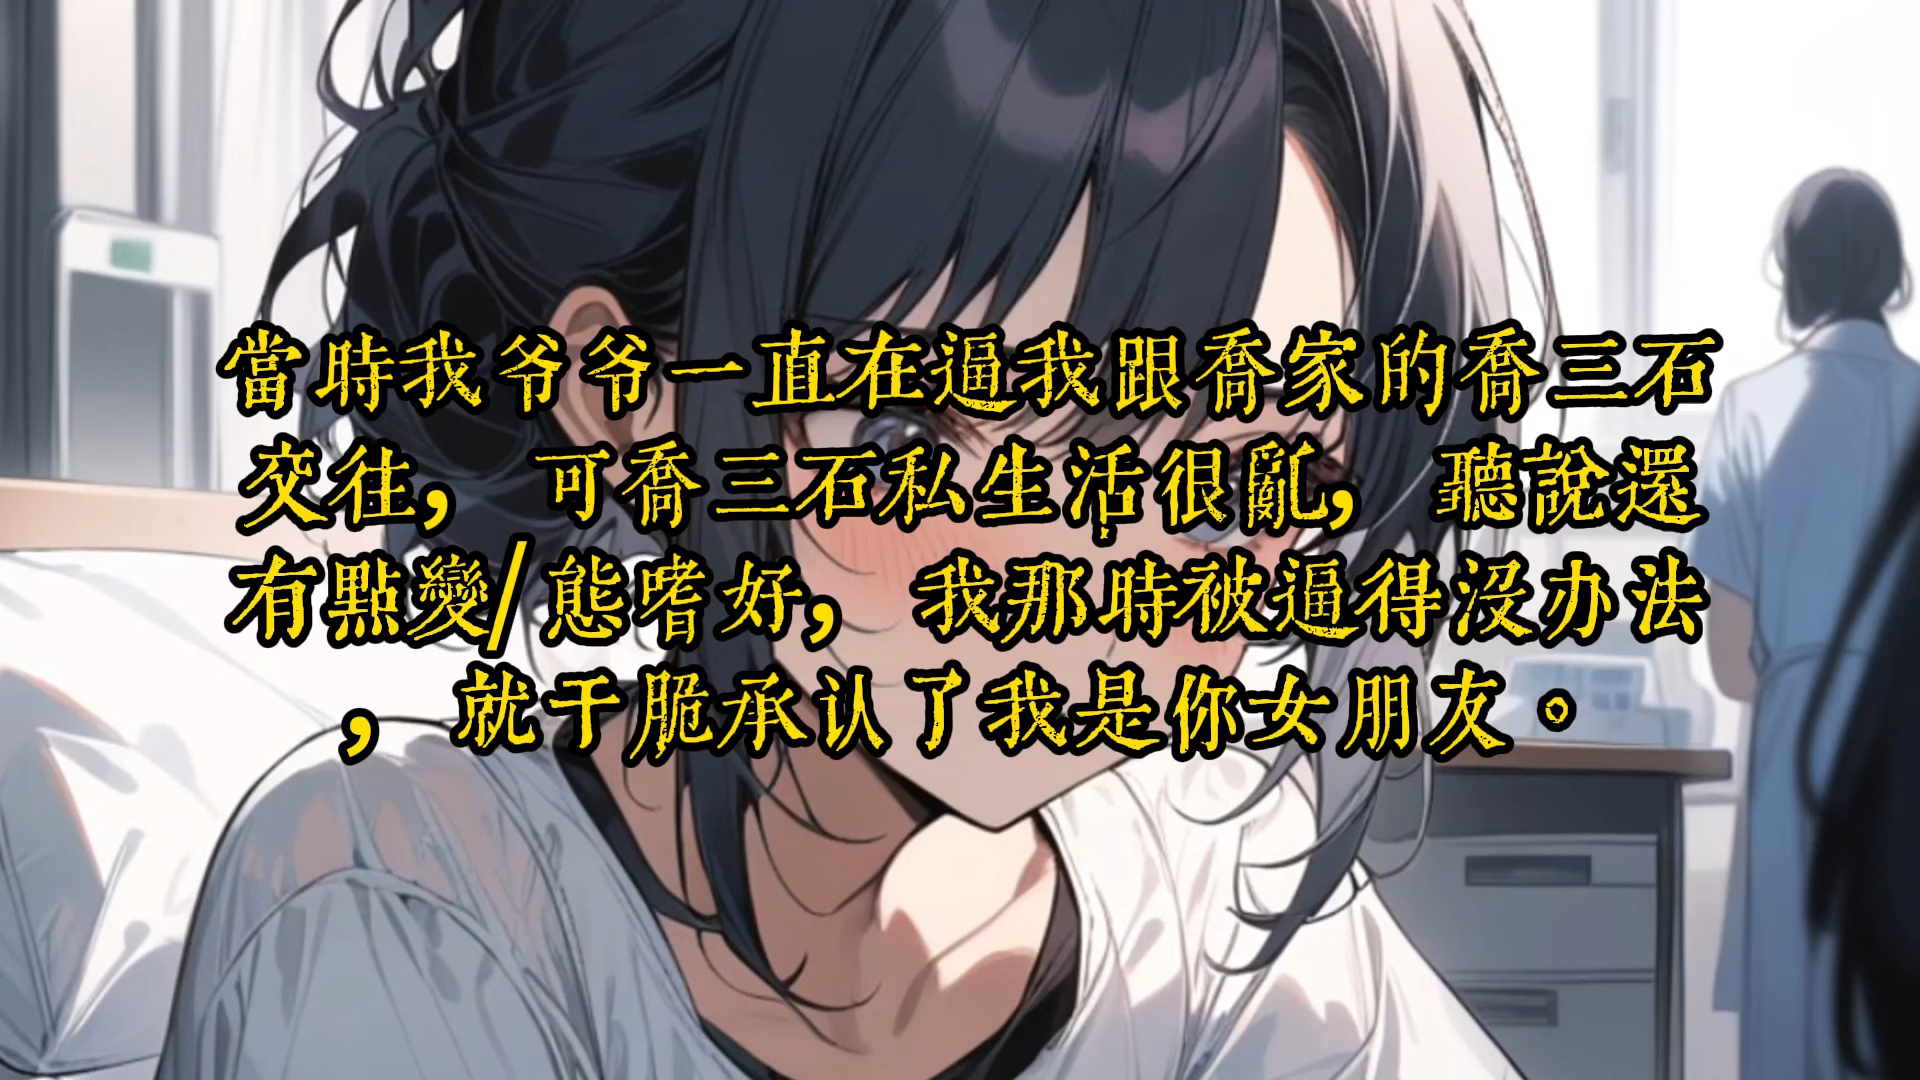 當時我爷爷一直在逼我跟喬家的喬三石
交往，可喬三石私生活很亂，聽說還
有點變/態嗜好，我那時被逼得没办法
，就干脆承认了我是你女朋友。